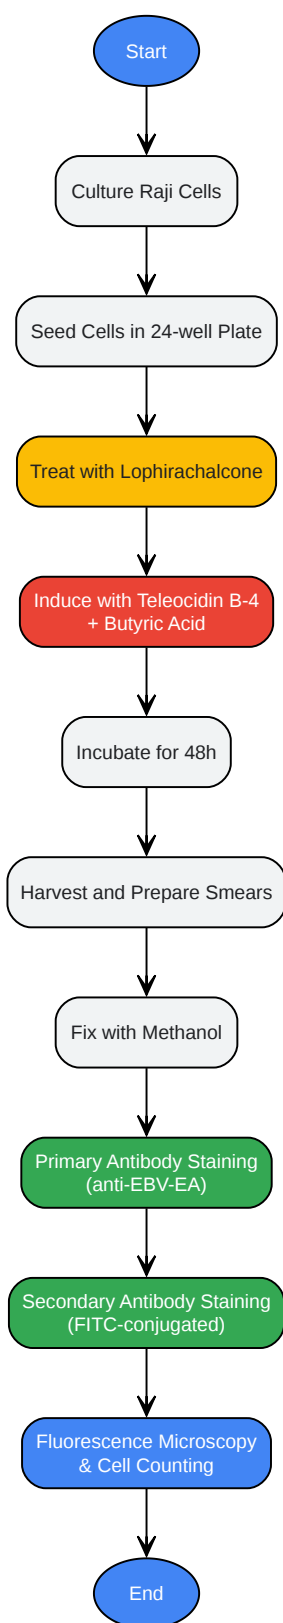 Start
Culture Raji Cells
Seed Cells in 24-well Plate
Treat with Lophirachalcone
Induce with Teleocidin B-4
+ Butyric Acid
Incubate for 48h
Harvest and Prepare Smears
Fix with Methanol
Primary Antibody Staining
(anti-EBV-EA)
Secondary Antibody Staining
(FITC-conjugated)
Fluorescence Microscopy
& Cell Counting
End